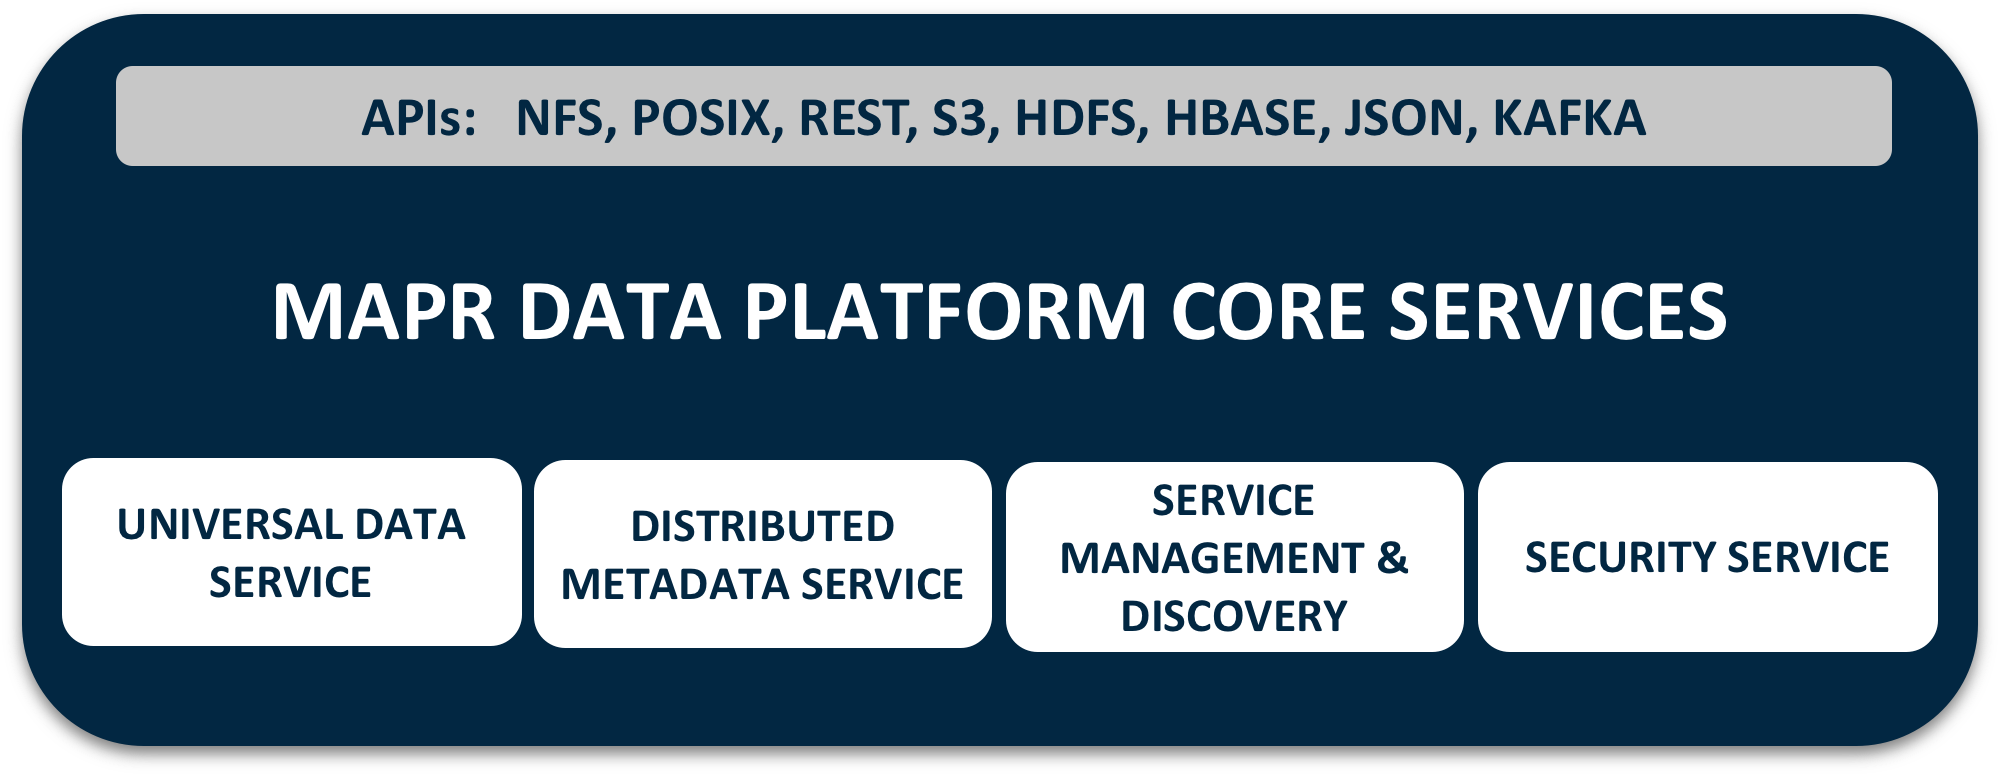 APIs: NFS, POSIX, REST, S3, HDFS, HBASE, JSON, KAFKA
MAPR DATA PLATFORM CORE SERVICES
UNIVERSAL DATA
SERVICE
DISTRIBUTED
METADATA SERVICE
SERVICE
MANAGEMENT &
DISCOVERY
SECURITY SERVICE